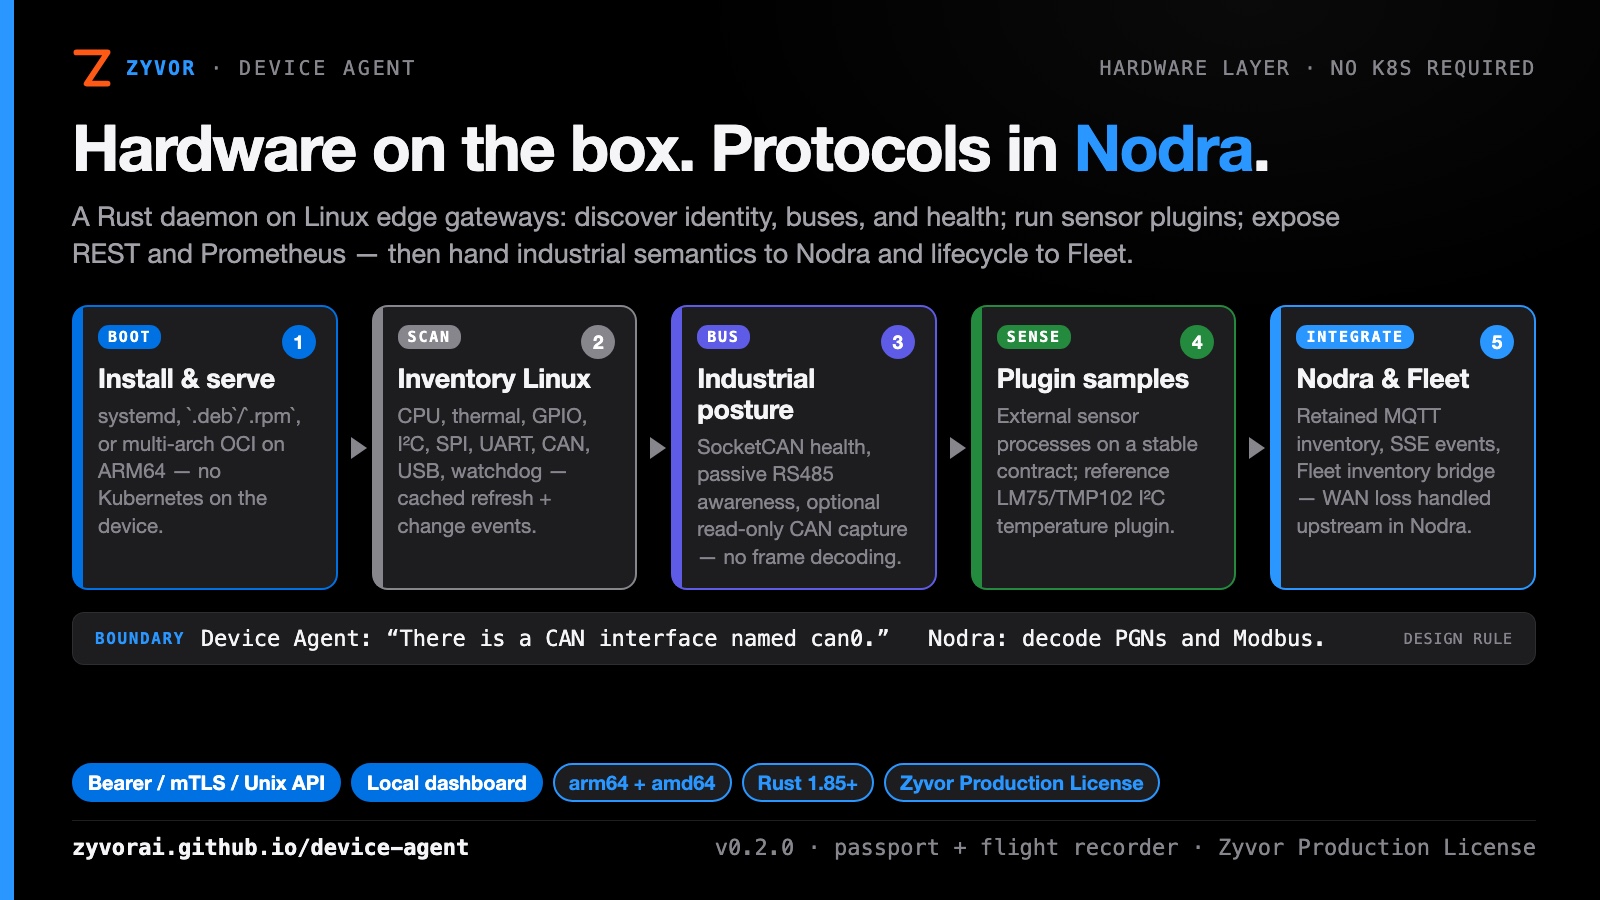 ZYVOR · DEVICE AGENT
HARDWARE LAYER · NO K8S REQUIRED
Hardware on the box. Protocols in Nodra.
A Rust daemon on Linux edge gateways: discover identity, buses, and health; run sensor plugins; expose
REST and Prometheus — then hand industrial semantics to Nodra and lifecycle to Fleet.
BOOT
1
Install & serve
systemd, `.deb`/`.rpm`,
or multi-arch OCI on
ARM64 — no
Kubernetes on the
device.
SCAN
2
Inventory Linux
CPU, thermal, GPIO,
I²C, SPI, UART, CAN,
USB, watchdog —
cached refresh +
change events.
BUS
3
Industrial
posture
SocketCAN health,
passive RS485
awareness, optional
read-only CAN capture
— no frame decoding.
SENSE
4
Plugin samples
External sensor
processes on a stable
contract; reference
LM75/TMP102 I²C
temperature plugin.
INTEGRATE
5
Nodra & Fleet
Retained MQTT
inventory, SSE events,
Fleet inventory bridge
— WAN loss handled
upstream in Nodra.
BOUNDARY Device Agent: “There is a CAN interface named can0.” Nodra: decode PGNs and Modbus. DESIGN RULE
Bearer / mTLS / Unix API
Local dashboard
arm64 + amd64
Rust 1.85+
Zyvor Production License
zyvorai.github.io/device-agent
v0.2.0 · passport + flight recorder · Zyvor Production License